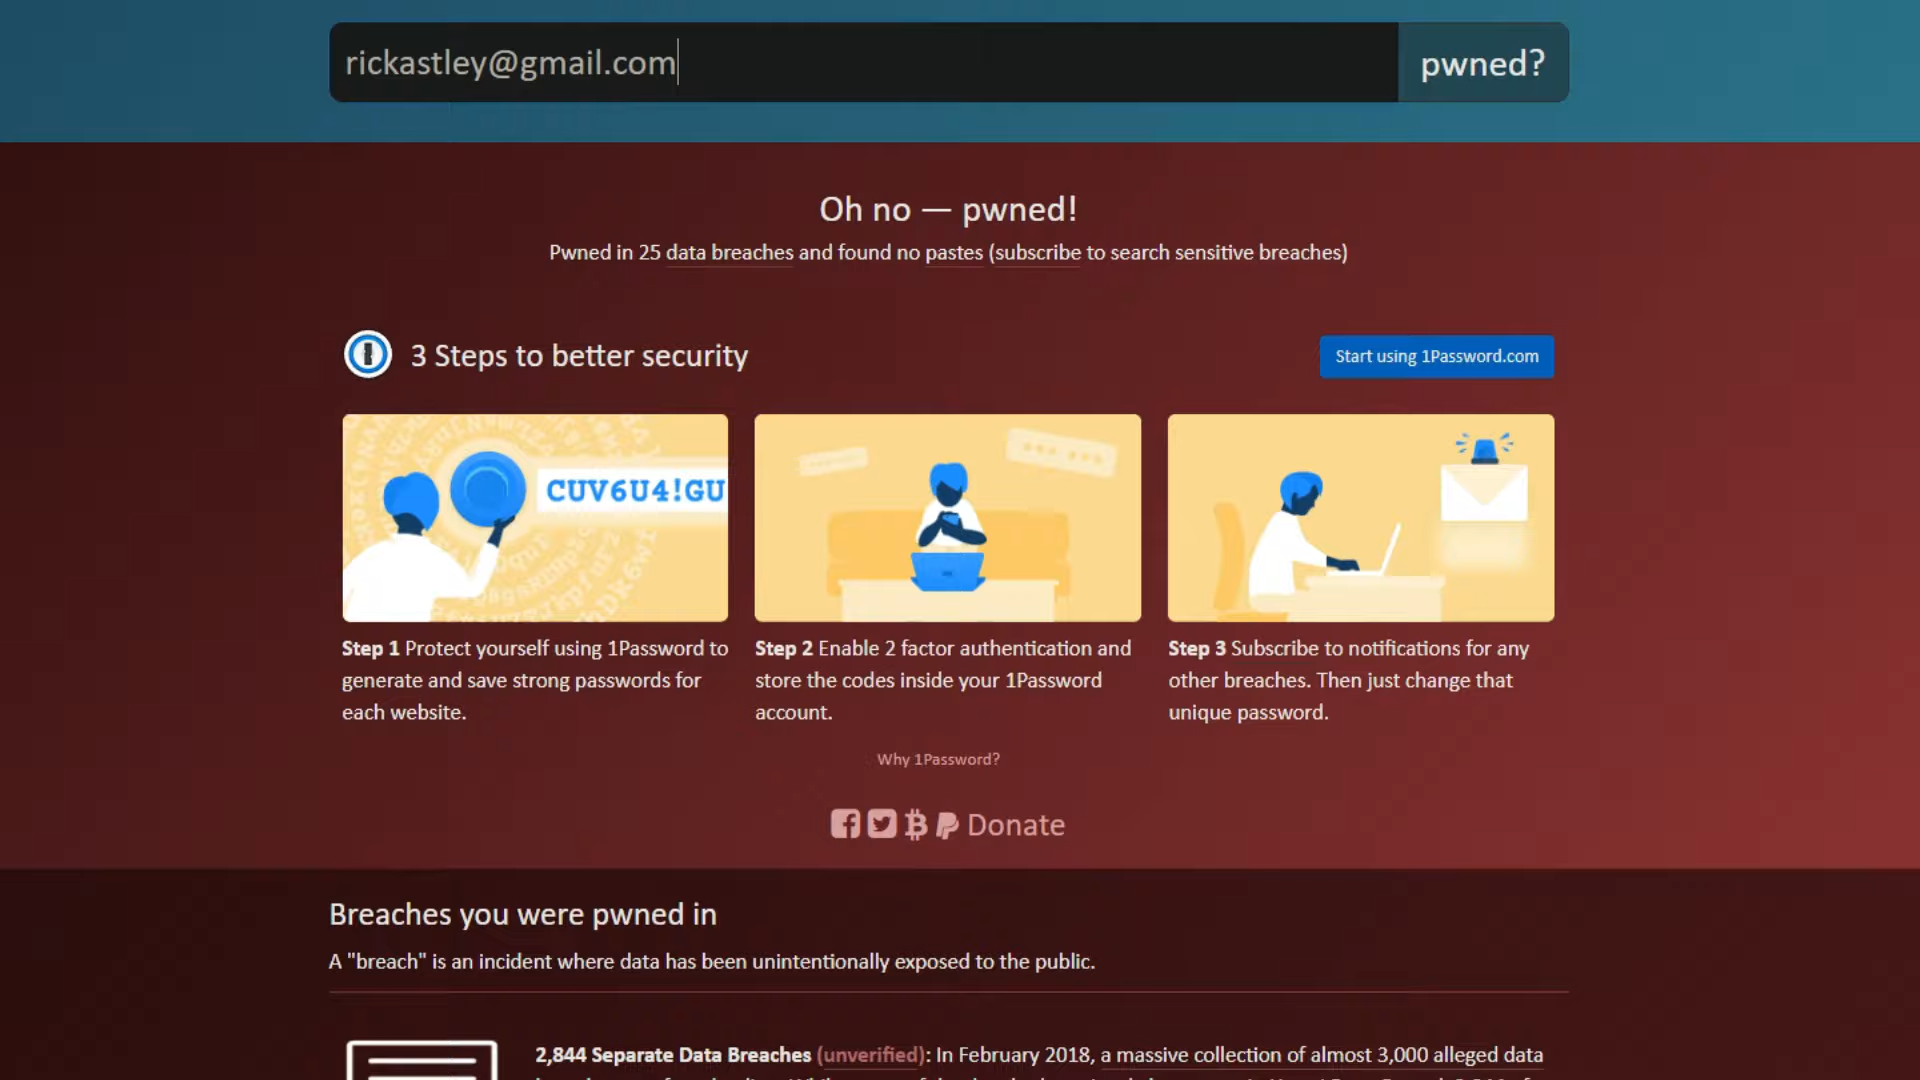 rickastley@gmail.com
pwned?
Oh no — pwned!
Pwned in 25 data breaches and found no pastes (subscribe to search sensitive breaches)
3 Steps to better security
Start using 1Password.com
CUV6U4!GU
Step 1 Protect yourself using 1Password to
generate and save strong passwords for
each website.
Step 2 Enable 2 factor authentication and
store the codes inside your 1Password
account.
Step 3 Subscribe to notifications for any
other breaches. Then just change that
unique password.
Why 1Password?
Donate
Breaches you were pwned in
A "breach" is an incident where data has been unintentionally exposed to the public.
2,844 Separate Data Breaches (unverified): In February 2018, a massive collection of almost 3,000 alleged data